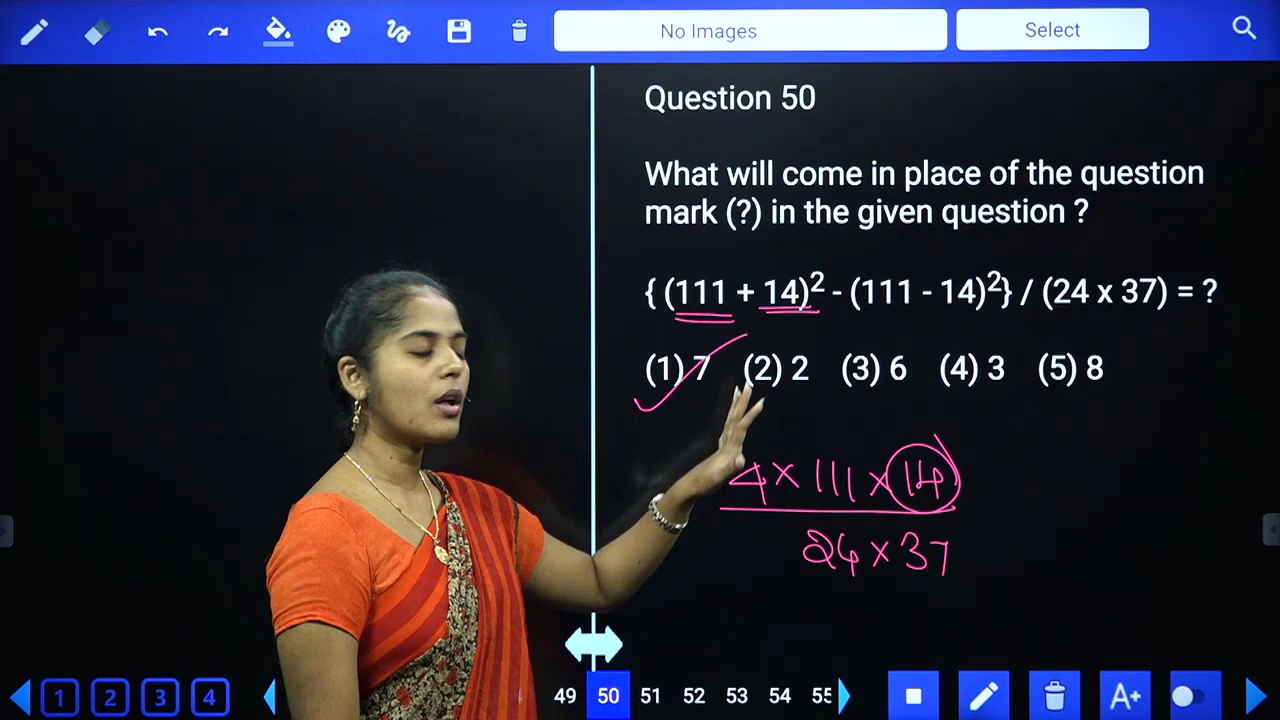 No Images
Select
Question 50
What will come in place of the question
mark (?) in the given question ?
{ (111 + 14)² - (111 - 14)²} / (24 x 37) = ?
(1) 7 (2) 2 (3) 6 (4) 3 (5) 8
4 × 111 × 14
24 × 37
1 2 3 4
49 50 51 52 53 54 55
A+